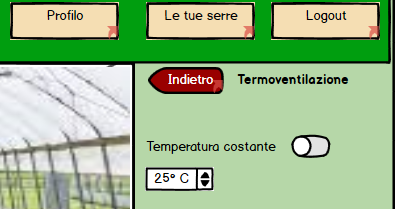 Profilo Le tue serre Logout
Indietro Termoventilazione
Temperatura costante
25° C